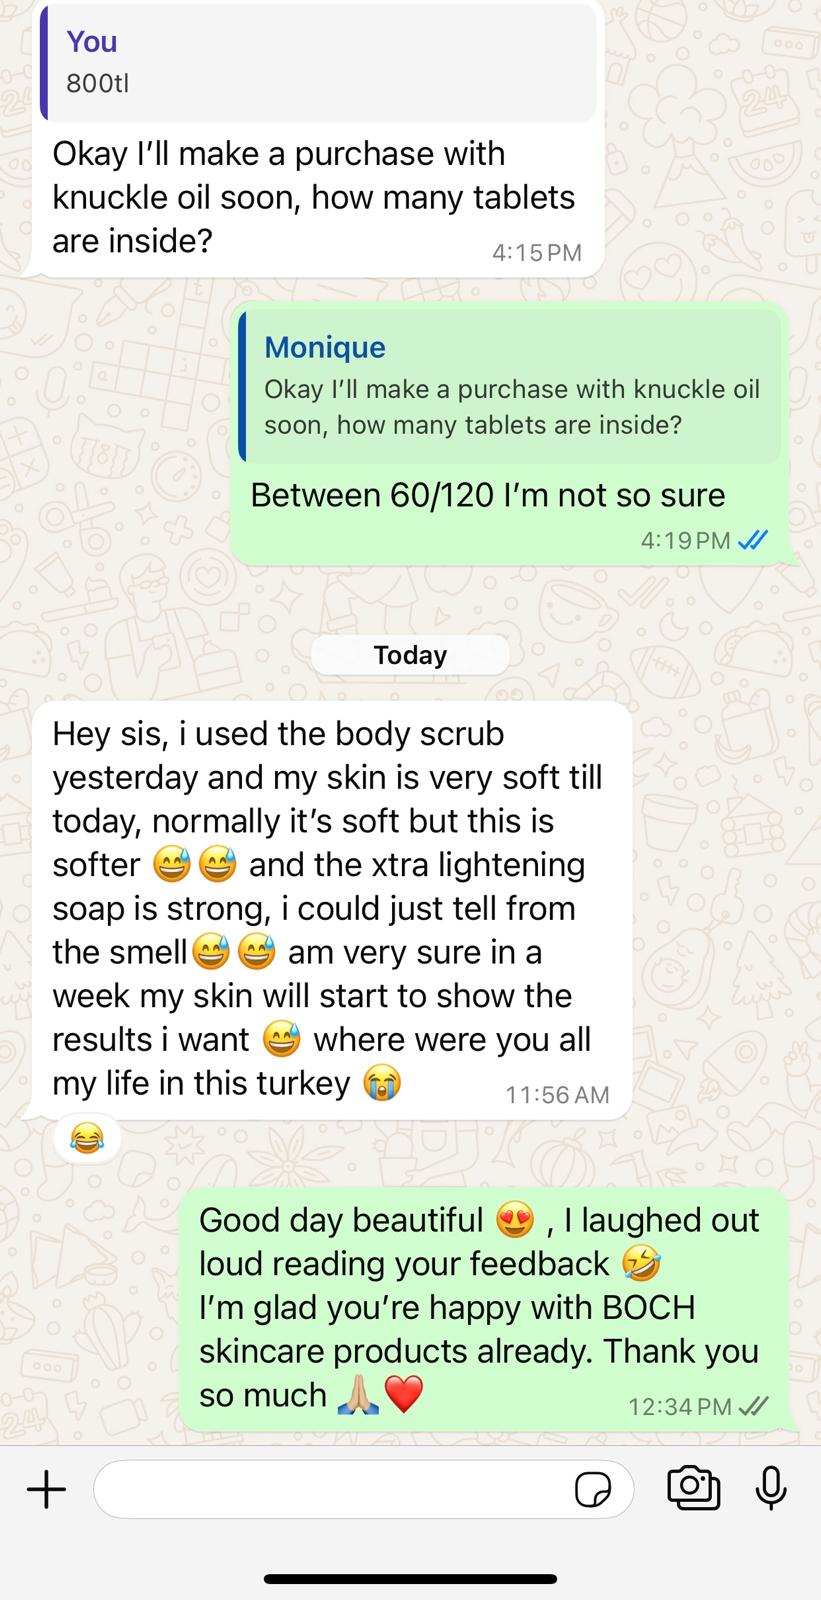 You
800tl
Okay I’ll make a purchase with
knuckle oil soon, how many tablets
are inside?
4:15 PM
Monique
Okay I’ll make a purchase with knuckle oil
soon, how many tablets are inside?
Between 60/120 I’m not so sure
4:19 PM
Today
Hey sis, i used the body scrub
yesterday and my skin is very soft till
today, normally it’s soft but this is
softer 😅😅 and the xtra lightening
soap is strong, i could just tell from
the smell😅😅 am very sure in a
week my skin will start to show the
results i want 😅 where were you all
my life in this turkey 😭
11:56 AM
😂
Good day beautiful 😍 , I laughed out
loud reading your feedback 🤣
I’m glad you’re happy with BOCH
skincare products already. Thank you
so much 🙏🏼❤️
12:34 PM